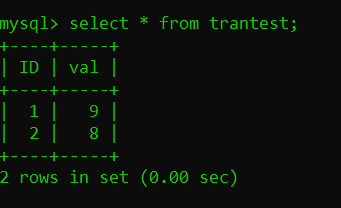 mysql> select * from trantest;
+----+-----+
| ID | val |
+----+-----+
|  1 |   9 |
|  2 |   8 |
+----+-----+
2 rows in set (0.00 sec)